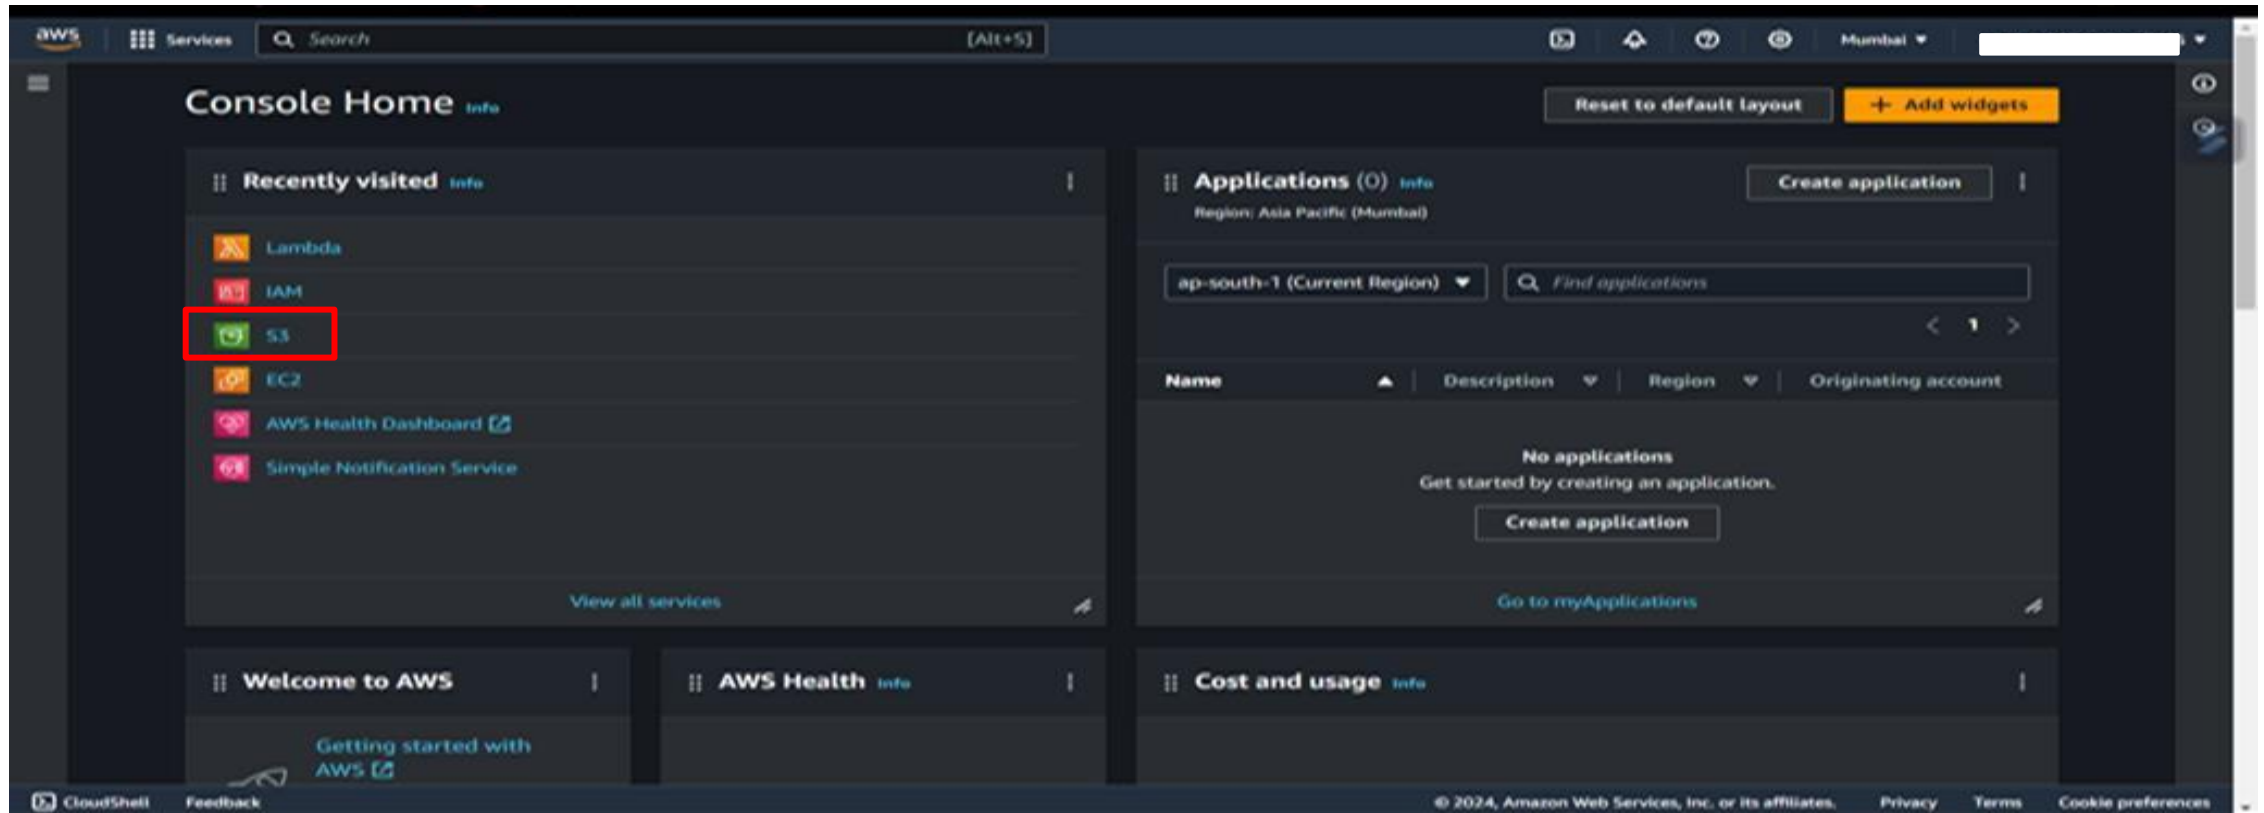 aws Services Search [Alt+S] Mumbai
Console Home Info Reset to default layout + Add widgets
Recently visited Info
Lambda
IAM
S3
EC2
AWS Health Dashboard
Simple Notification Service
View all services
Applications (0) Info Create application
Region: Asia Pacific (Mumbai)
ap-south-1 (Current Region) Find applications
< 1 >
Name Description Region Originating account
No applications
Get started by creating an application.
Create application
Go to myApplications
Welcome to AWS
Getting started with
AWS
AWS Health Info
Cost and usage Info
CloudShell Feedback © 2024, Amazon Web Services, Inc. or its affiliates. Privacy Terms Cookie preferences